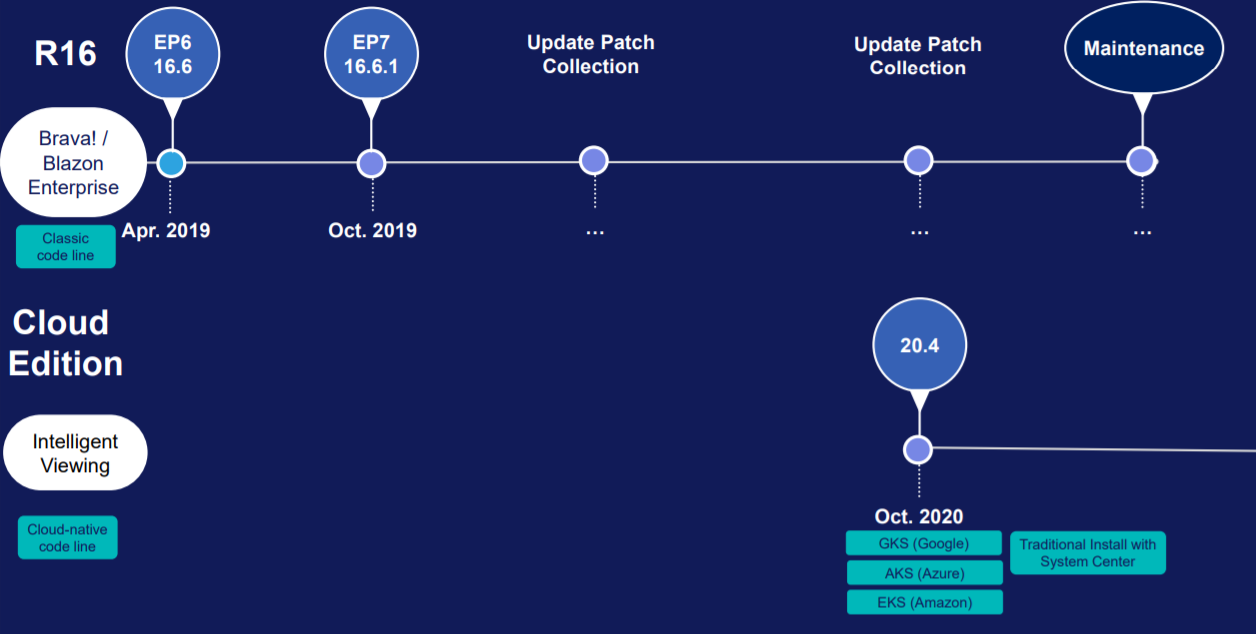 R16
EP6
16.6
EP7
16.6.1
Update Patch
Collection
Update Patch
Collection
Maintenance
Brava! /
Blazon
Enterprise
Classic
code line
Apr. 2019
Oct. 2019
...
...
...
Cloud
Edition
20.4
Intelligent
Viewing
Cloud-native
code line
Oct. 2020
GKS (Google)
AKS (Azure)
EKS (Amazon)
Traditional Install with
System Center